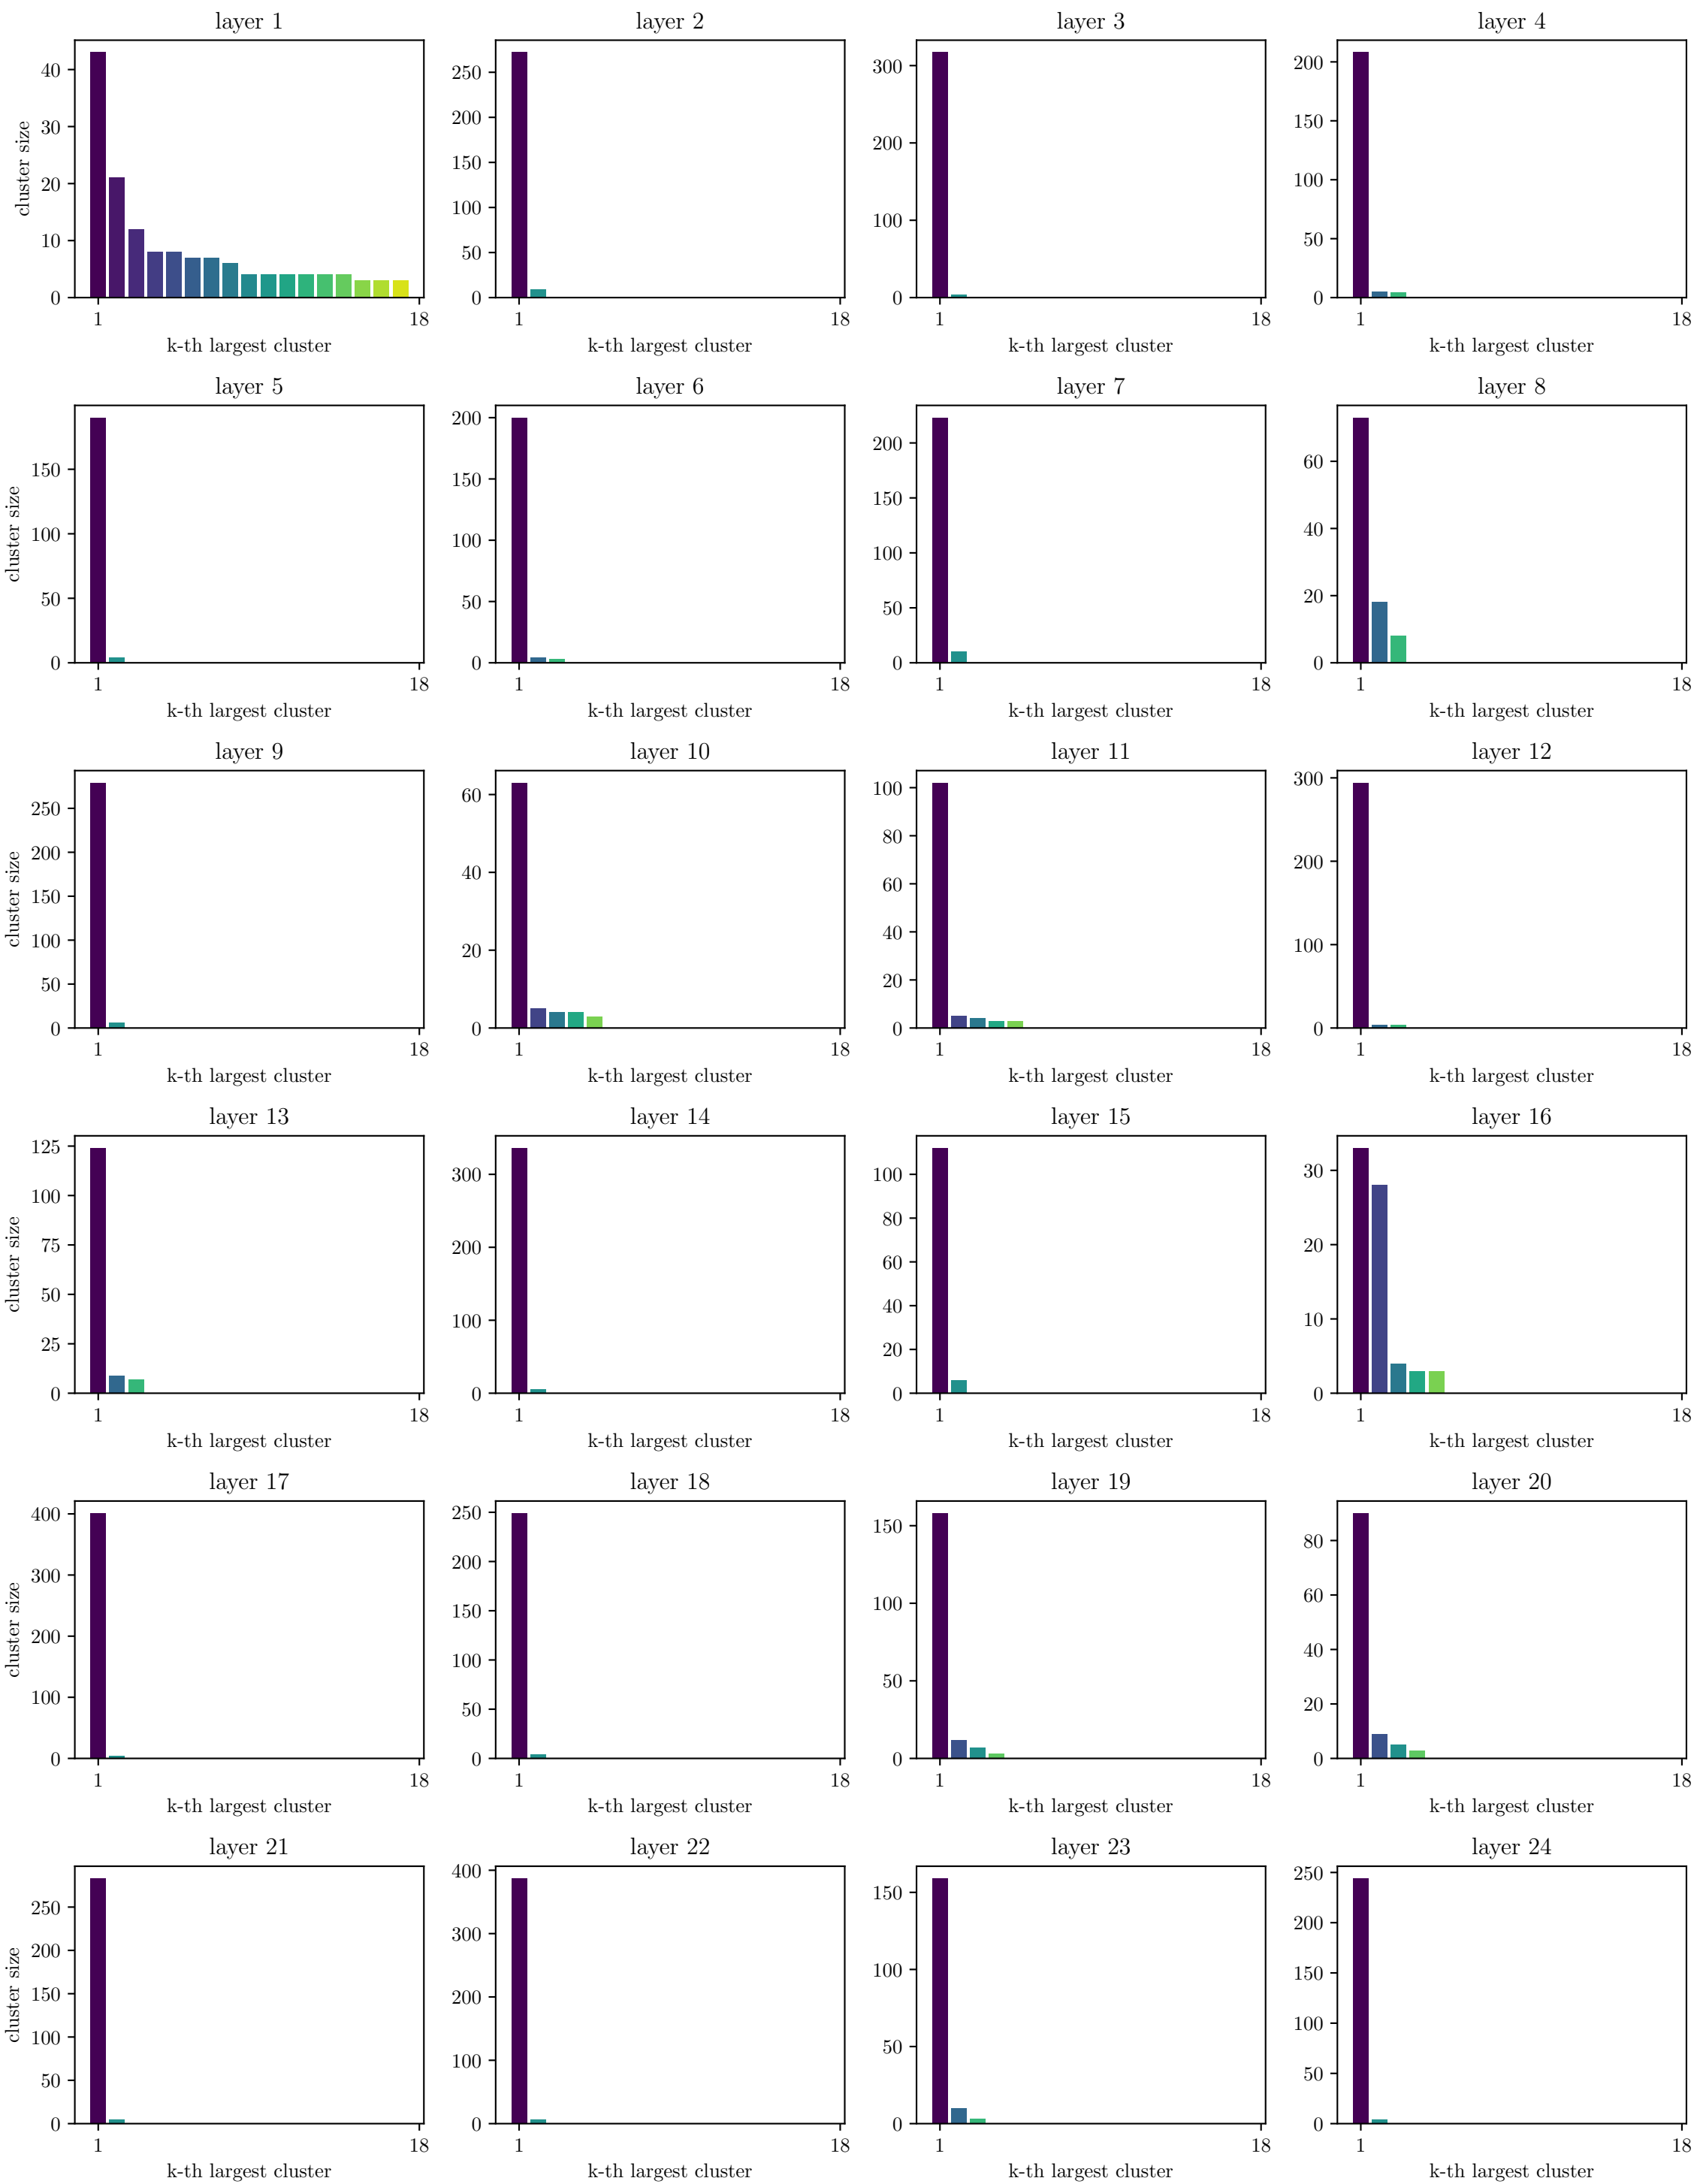 layer 1
cluster size
40
30
20
10
0
1 18
k-th largest cluster
layer 2
250
200
150
100
50
0
1 18
k-th largest cluster
layer 3
300
200
100
0
1 18
k-th largest cluster
layer 4
200
150
100
50
0
1 18
k-th largest cluster
layer 5
cluster size
150
100
50
0
1 18
k-th largest cluster
layer 6
200
150
100
50
0
1 18
k-th largest cluster
layer 7
200
150
100
50
0
1 18
k-th largest cluster
layer 8
60
40
20
0
1 18
k-th largest cluster
layer 9
cluster size
250
200
150
100
50
0
1 18
k-th largest cluster
layer 10
60
40
20
0
1 18
k-th largest cluster
layer 11
100
80
60
40
20
0
1 18
k-th largest cluster
layer 12
300
200
100
0
1 18
k-th largest cluster
layer 13
cluster size
125
100
75
50
25
0
1 18
k-th largest cluster
layer 14
300
200
100
0
1 18
k-th largest cluster
layer 15
100
80
60
40
20
0
1 18
k-th largest cluster
layer 16
30
20
10
0
1 18
k-th largest cluster
layer 17
cluster size
400
300
200
100
0
1 18
k-th largest cluster
layer 18
250
200
150
100
50
0
1 18
k-th largest cluster
layer 19
150
100
50
0
1 18
k-th largest cluster
layer 20
80
60
40
20
0
1 18
k-th largest cluster
layer 21
cluster size
250
200
150
100
50
0
1 18
k-th largest cluster
layer 22
400
300
200
100
0
1 18
k-th largest cluster
layer 23
150
100
50
0
1 18
k-th largest cluster
layer 24
250
200
150
100
50
0
1 18
k-th largest cluster